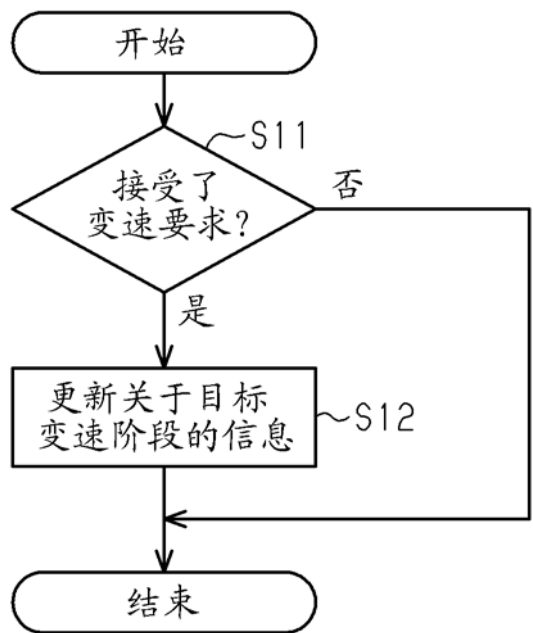 开始
S11
接受了
变速要求?
否
是
更新关于目标
变速阶段的信息
S12
结束